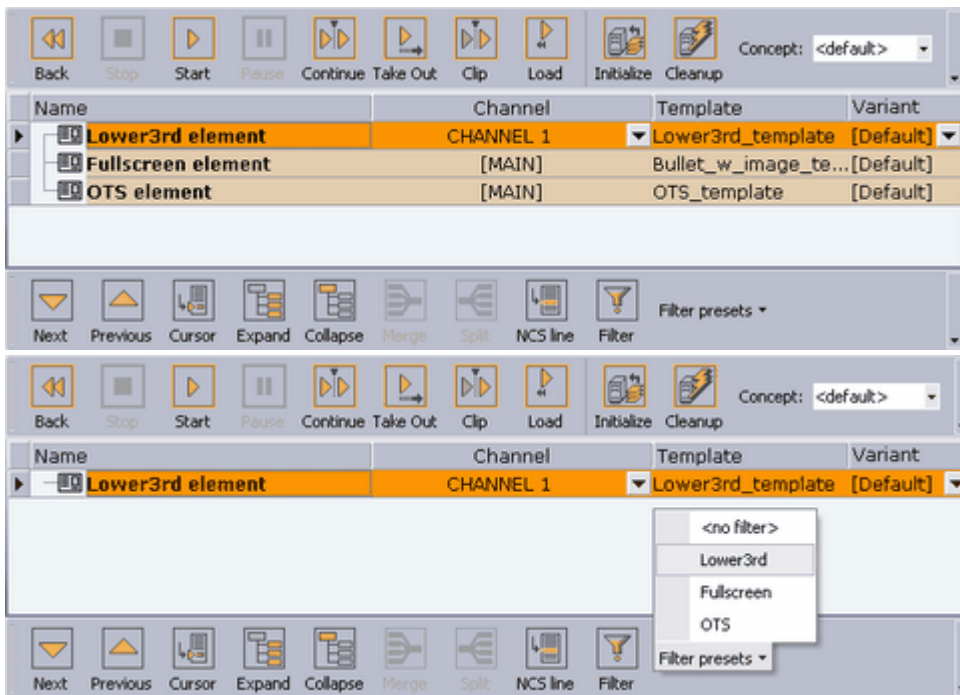 Concept: <default>
Back Stop Start Pause Continue Take Out Clip Load Initialize Cleanup
Name Channel Template Variant
Lower3rd element CHANNEL 1 Lower3rd_template [Default]
Fullscreen element [MAIN] Bullet_w_image_te...[Default]
OTS element [MAIN] OTS_template [Default]
Filter presets
Next Previous Cursor Expand Collapse Merge Split NCS line Filter
Concept: <default>
Back Stop Start Pause Continue Take Out Clip Load Initialize Cleanup
Name Channel Template Variant
Lower3rd element CHANNEL 1 Lower3rd_template [Default]
<no filter>
Lower3rd
Fullscreen
OTS
Filter presets
Next Previous Cursor Expand Collapse Merge Split NCS line Filter